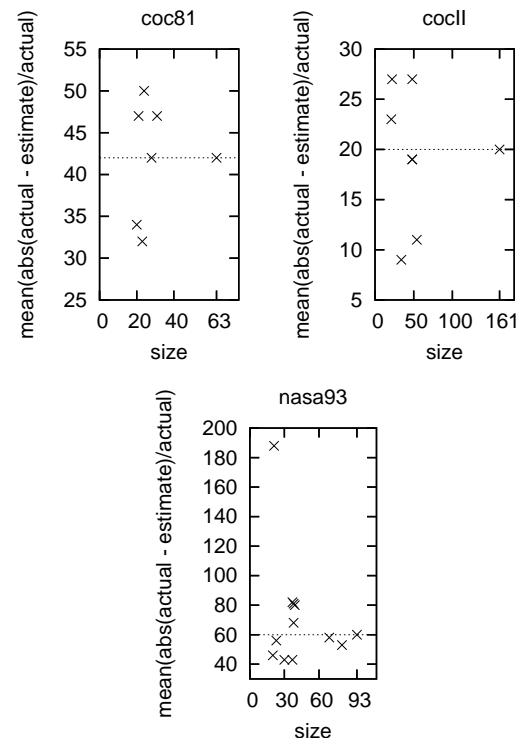 coc81
mean(abs(actual - estimate)/actual)
55
50
45
40
35
30
25
0 20 40 63
size
cocII
mean(abs(actual - estimate)/actual)
30
25
20
15
10
5
0 50 100 161
size
nasa93
mean(abs(actual - estimate)/actual)
200
180
160
140
120
100
80
60
40
0 30 60 93
size